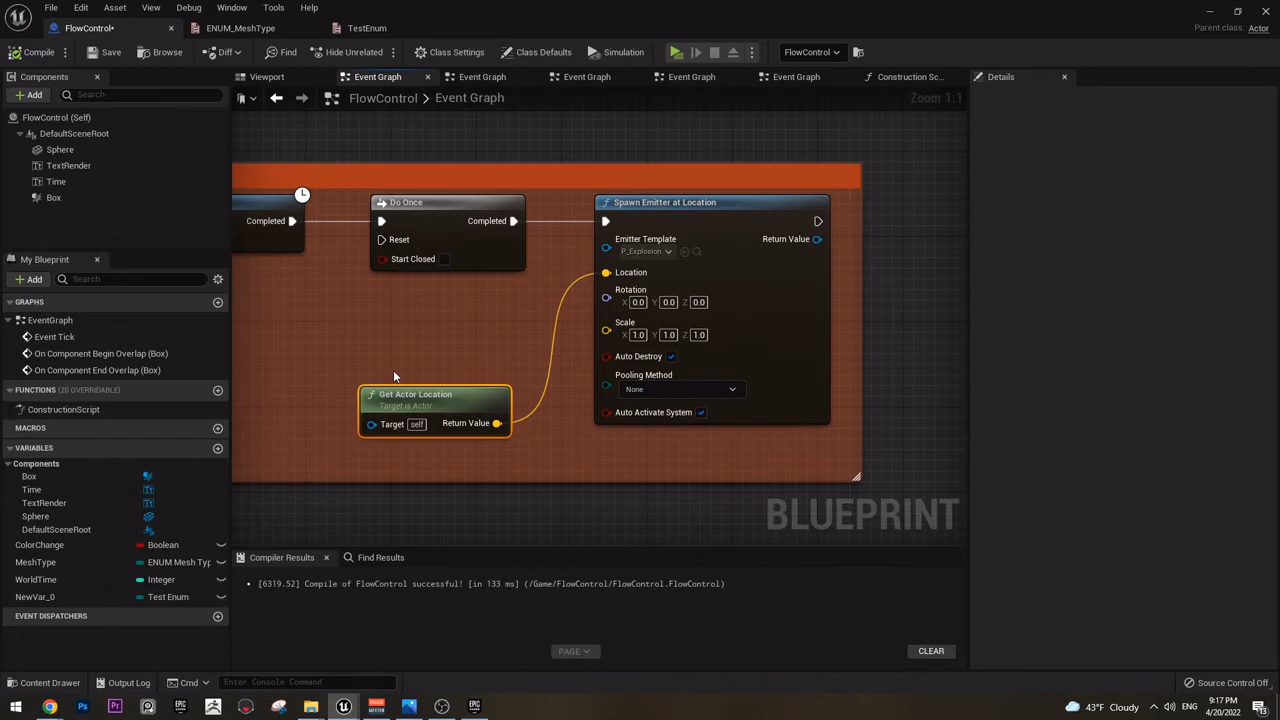 File Edit Asset View Debug Window Tools Help
FlowControl• ENUM_MeshType TestEnum
Parent class: Actor
Compile Save Browse Diff Find Hide Unrelated Class Settings Class Defaults Simulation FlowControl
Components
Add Search
FlowControl (Self)
DefaultSceneRoot
Sphere
TextRender
Time
Box
Viewport Event Graph Event Graph Event Graph Event Graph Event Graph Construction Sc... Details
FlowControl > Event Graph Zoom 1:1
Completed
Do Once
Completed
Reset
Start Closed
Spawn Emitter at Location
Emitter Template
P_Explosion
Return Value
Location
Rotation
X 0.0 Y 0.0 Z 0.0
Scale
X 1.0 Y 1.0 Z 1.0
Auto Destroy
Pooling Method
None
Auto Activate System
Get Actor Location
Target is Actor
Target self Return Value
BLUEPRINT
My Blueprint
Add Search
GRAPHS
EventGraph
Event Tick
On Component Begin Overlap (Box)
On Component End Overlap (Box)
FUNCTIONS (20 OVERRIDABLE)
ConstructionScript
MACROS
VARIABLES
Components
Box
Time
TextRender
Sphere
DefaultSceneRoot
ColorChange Boolean
MeshType ENUM Mesh Typ
WorldTime Integer
NewVar_0 Test Enum
EVENT DISPATCHERS
Compiler Results Find Results
[6319.52] Compile of FlowControl successful! [in 133 ms] (/Game/FlowControl/FlowControl.FlowControl)
PAGE CLEAR
Content Drawer Output Log Cmd Enter Console Command Source Control Off
43°F Cloudy ENG 9:17 PM
4/20/2022